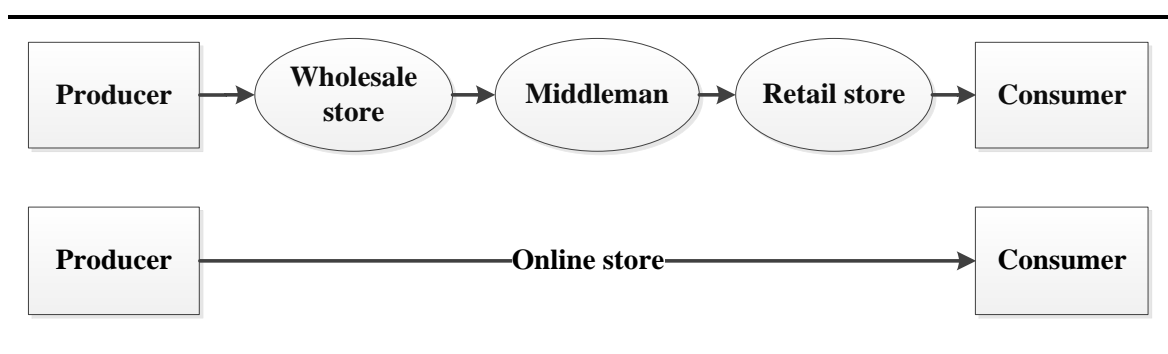 Producer
Wholesale
store
Middleman
Retail store
Consumer
Producer
Online store
Consumer